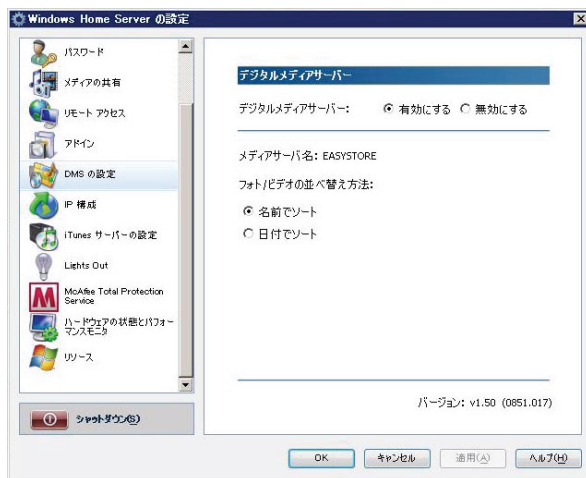 Windows Home Server の設定
パスワード
メディアの共有
リモート アクセス
アドイン
DMS の設定
IP 構成
iTunes サーバーの設定
Lights Out
McAfee Total Protection
Service
ハードウェアの状態とパフォー
マンスモニタ
リソース
シャットダウン(S)
デジタルメディアサーバー
デジタルメディアサーバー: 有効にする 無効にする
メディアサーバ名: EASYSTORE
フォト/ビデオの並べ替え方法:
名前でソート
日付でソート
バージョン: v1.50 (0851.017)
OK キャンセル 適用(A) ヘルプ(H)